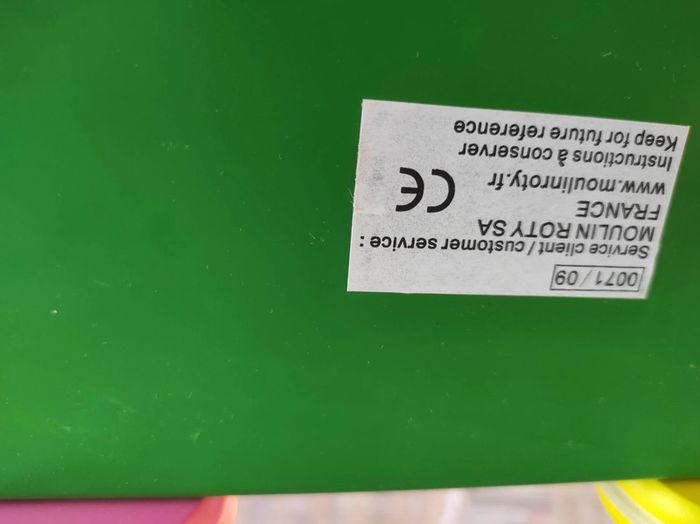 0071/09
Service client / customer service :
MOULIN ROTY SA
FRANCE
www.moulinroty.fr
CE
Instructions à conserver
Keep for future reference